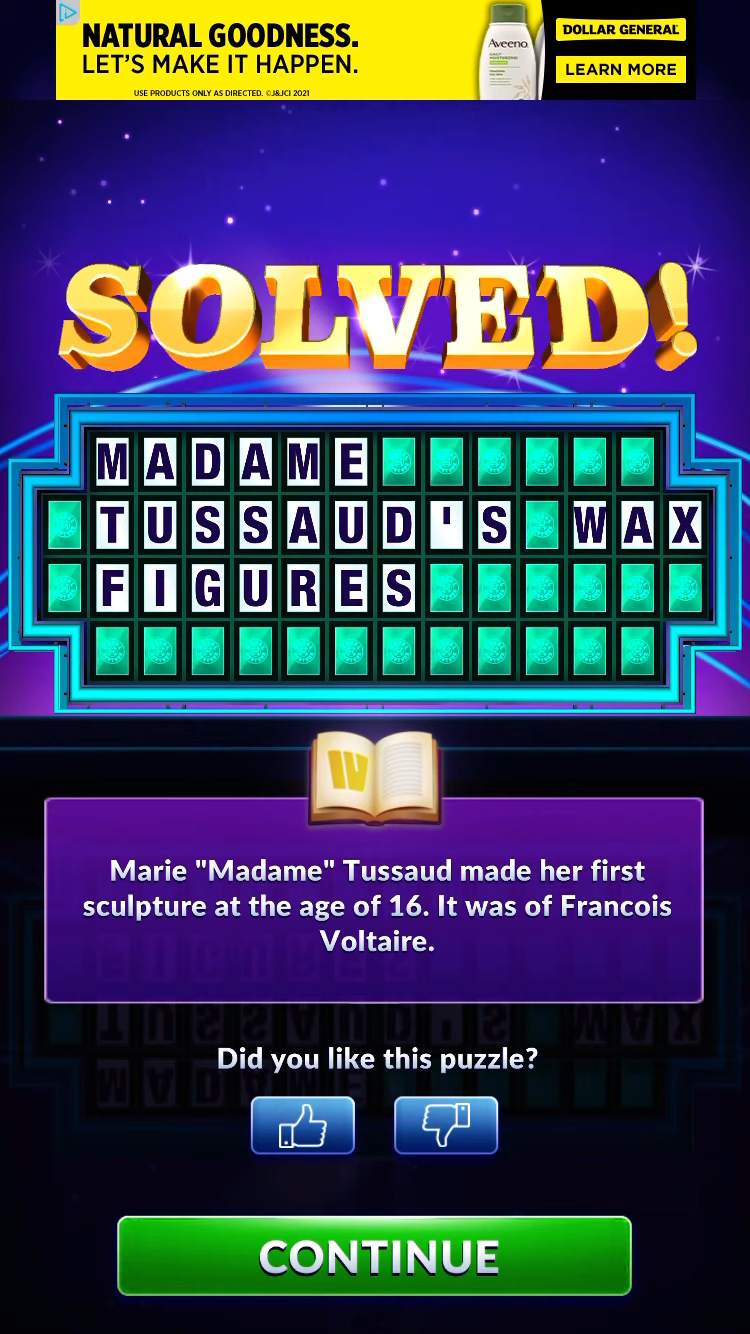 NATURAL GOODNESS.
LET'S MAKE IT HAPPEN.
USE PRODUCTS ONLY AS DIRECTED. ©J&JCI 2021
Aveeno
DOLLAR GENERAL
LEARN MORE
SOLVED!
MADAME
TUSSAUD'S WAX
FIGURES
W
Marie "Madame" Tussaud made her first
sculpture at the age of 16. It was of Francois
Voltaire.
Did you like this puzzle?
CONTINUE